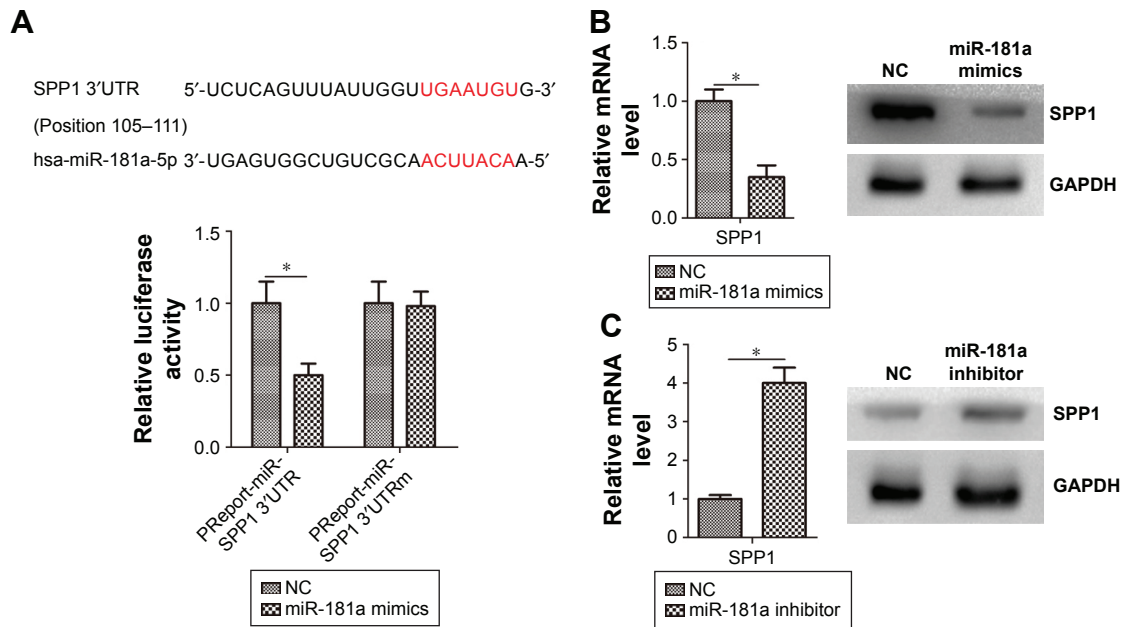 A
SPP1 3′UTR 5′-UCUCAGUUUAUUGGUUGAAUGUG-3′
(Position 105–111)
hsa-miR-181a-5p 3′-UGAGUGGCUGUCGCAACUUACAA-5′
Relative luciferase
activity
1.5
1.0
0.5
0.0
*
PReport-miR-
SPP1 3′UTR
PReport-miR-
SPP1 3′UTRm
NC
miR-181a mimics
B
Relative mRNA
level
1.5
1.0
0.5
0.0
*
SPP1
NC
miR-181a mimics
NC
miR-181a
mimics
SPP1
GAPDH
C
Relative mRNA
level
5
4
3
2
1
0
*
SPP1
NC
miR-181a inhibitor
NC
miR-181a
inhibitor
SPP1
GAPDH